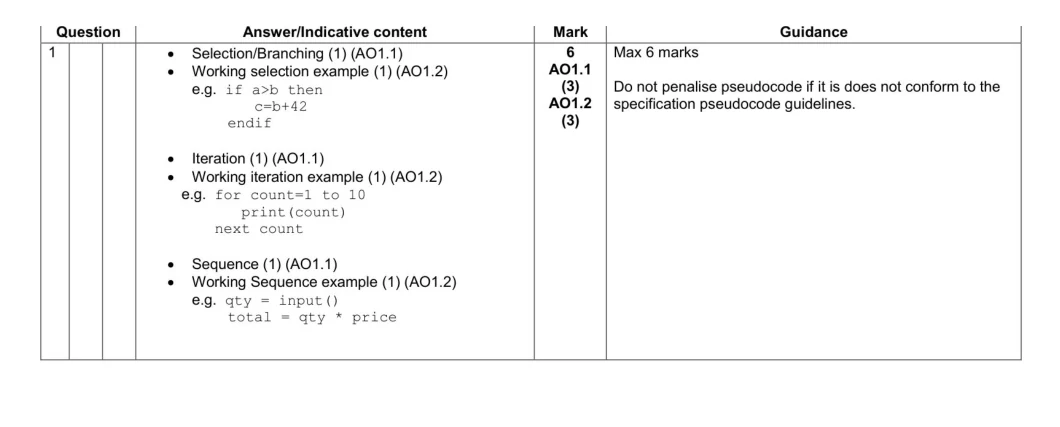 Question Answer/Indicative content Mark Guidance
1 • Selection/Branching (1) (AO1.1) 6 Max 6 marks
• Working selection example (1) (AO1.2) AO1.1
e.g. if a>b then (3) Do not penalise pseudocode if it is does not conform to the
c=b+42 AO1.2 specification pseudocode guidelines.
endif (3)
• Iteration (1) (AO1.1)
• Working iteration example (1) (AO1.2)
e.g. for count=1 to 10
print(count)
next count
• Sequence (1) (AO1.1)
• Working Sequence example (1) (AO1.2)
e.g. qty = input()
total = qty * price